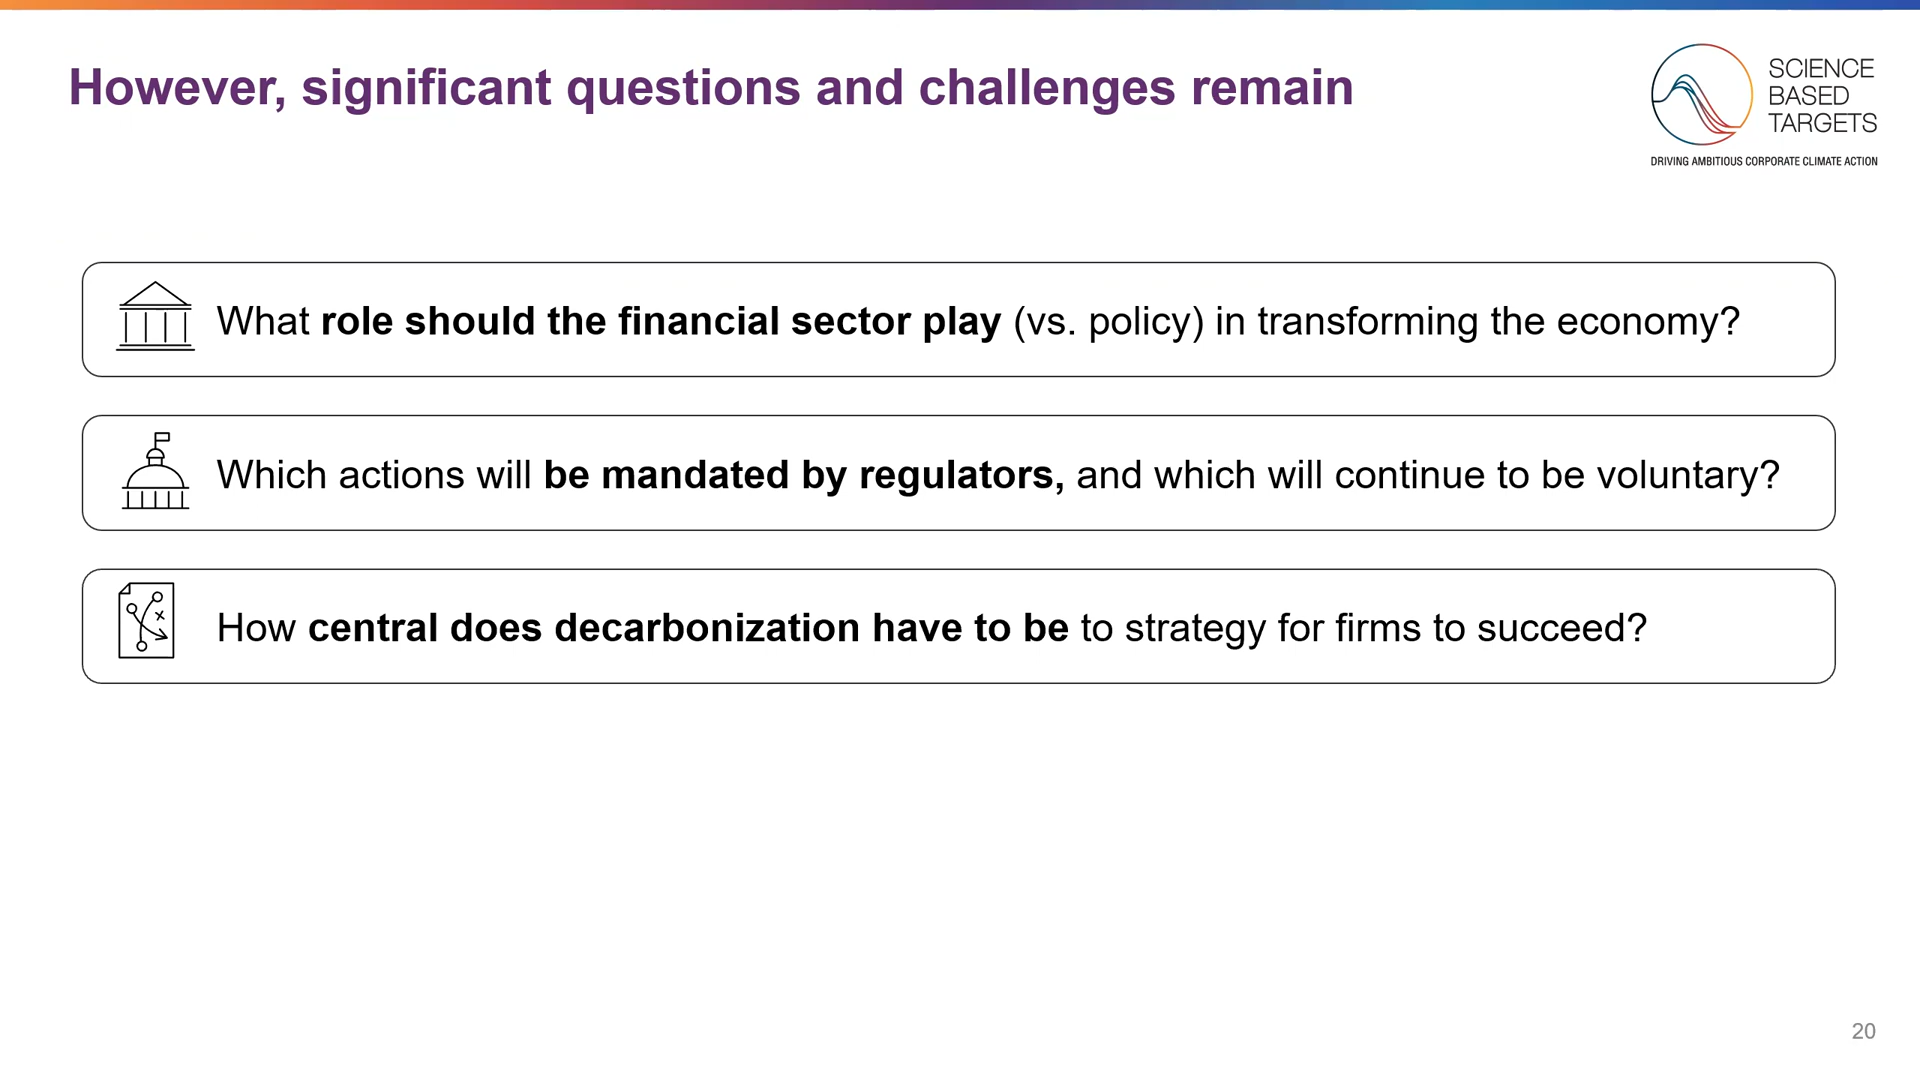 However, significant questions and challenges remain
SCIENCE
BASED
TARGETS
DRIVING AMBITIOUS CORPORATE CLIMATE ACTION
What role should the financial sector play (vs. policy) in transforming the economy?
Which actions will be mandated by regulators, and which will continue to be voluntary?
How central does decarbonization have to be to strategy for firms to succeed?
20